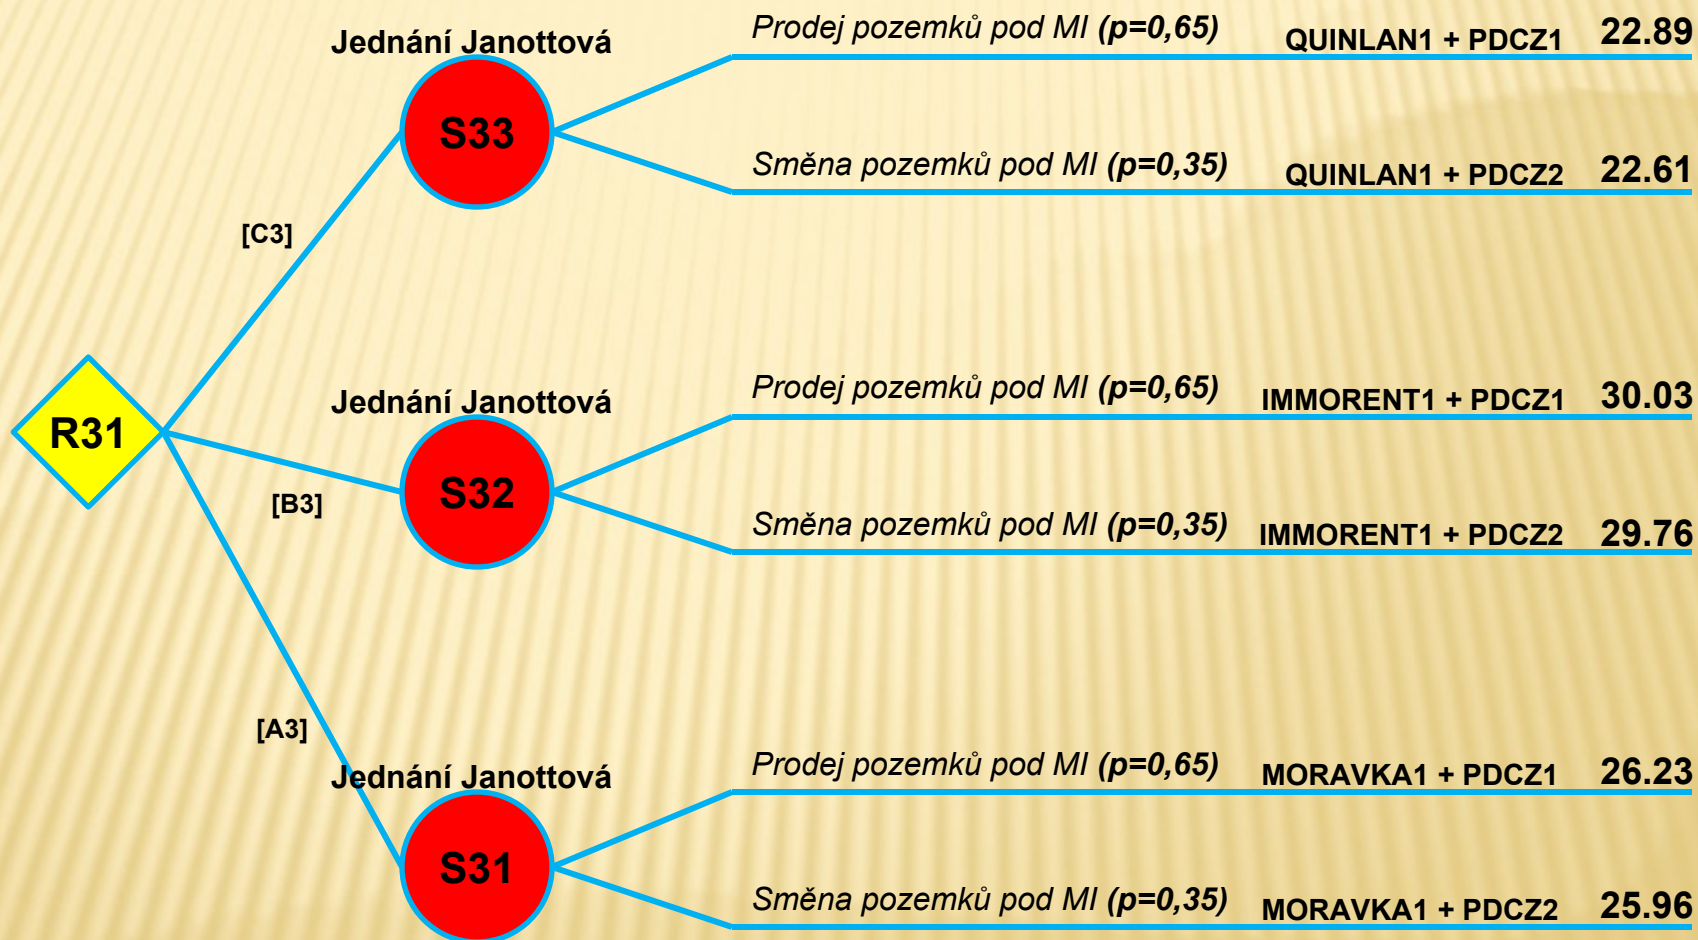 Jednání Janottová
S33
Prodej pozemků pod MI (p=0,65) QUINLAN1 + PDCZ1 22.89
Směna pozemků pod MI (p=0,35) QUINLAN1 + PDCZ2 22.61
[C3]
R31
Jednání Janottová
S32
Prodej pozemků pod MI (p=0,65) IMMORENT1 + PDCZ1 30.03
Směna pozemků pod MI (p=0,35) IMMORENT1 + PDCZ2 29.76
[B3]
[A3]
Jednání Janottová
S31
Prodej pozemků pod MI (p=0,65) MORAVKA1 + PDCZ1 26.23
Směna pozemků pod MI (p=0,35) MORAVKA1 + PDCZ2 25.96